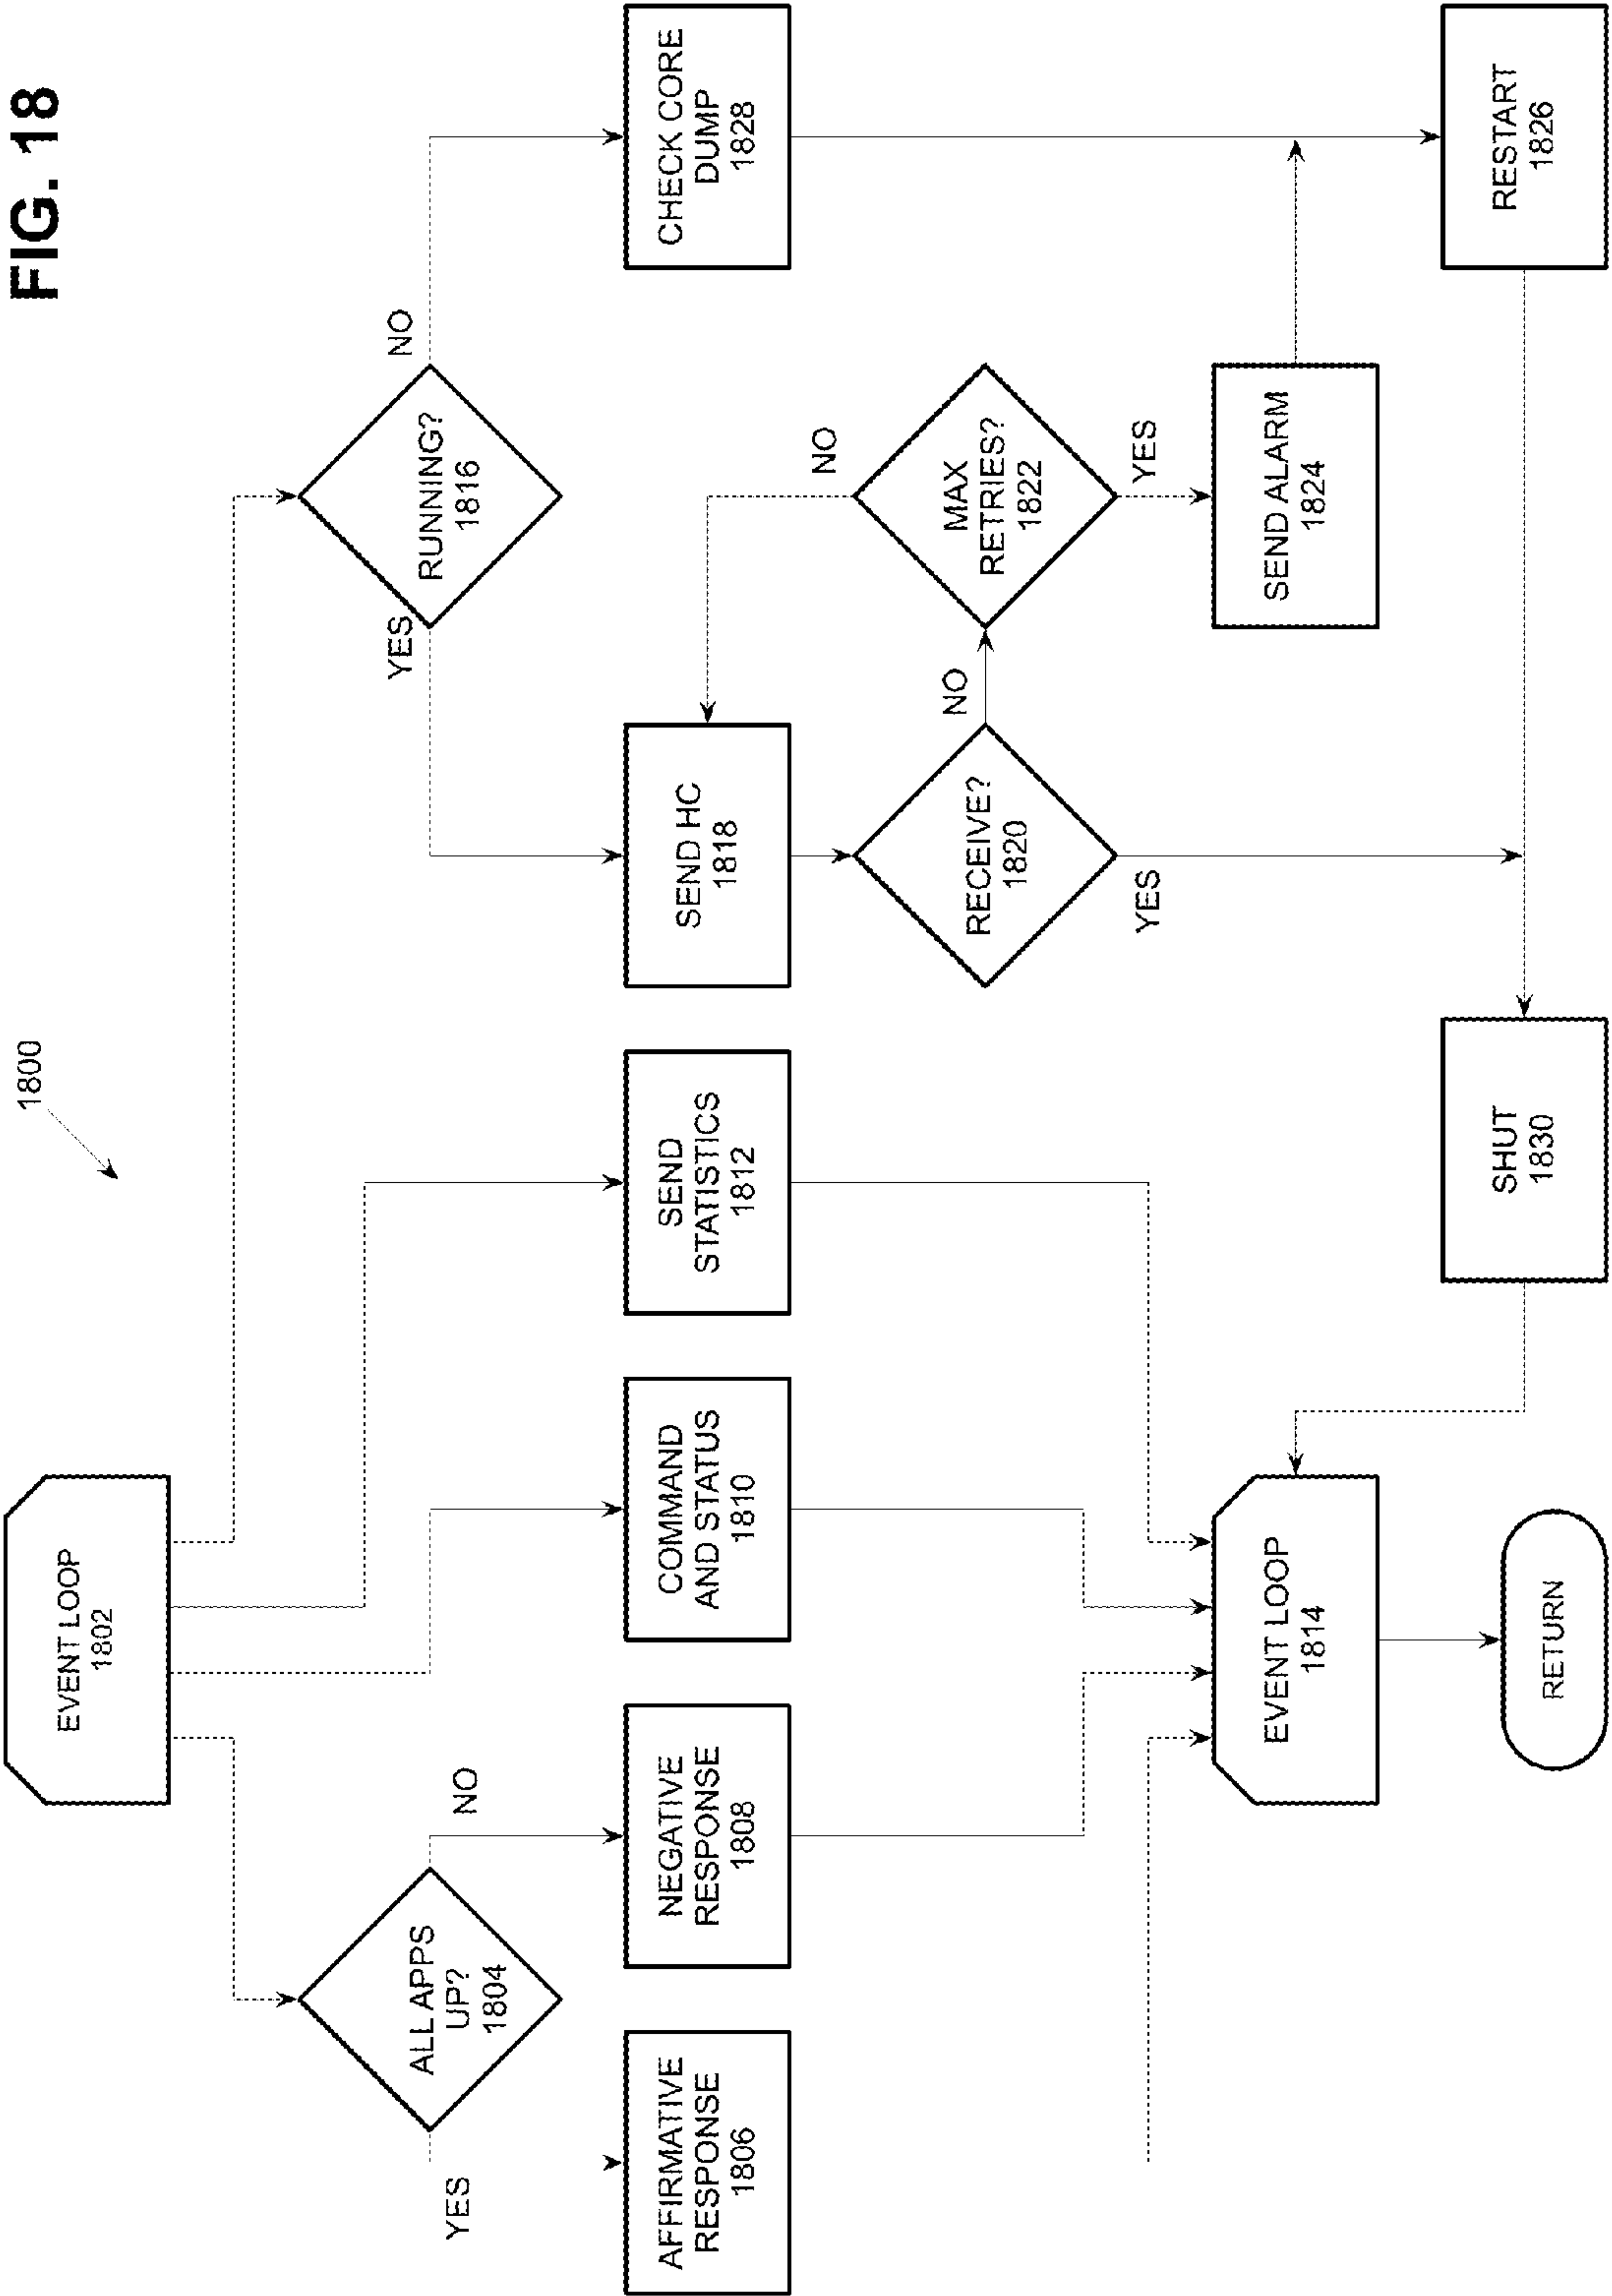 FIG. 18
1800
EVENT LOOP
1802
ALL APPS
UP?
1804
YES
NO
AFFIRMATIVE
RESPONSE
1806
NEGATIVE
RESPONSE
1808
COMMAND
AND STATUS
1810
SEND
STATISTICS
1812
RUNNING?
1816
YES
NO
SEND HC
1818
CHECK CORE
DUMP
1828
RECEIVE?
1820
NO
YES
MAX
RETRIES?
1822
NO
YES
SEND ALARM
1824
EVENT LOOP
1814
RETURN
SHUT
1830
RESTART
1826